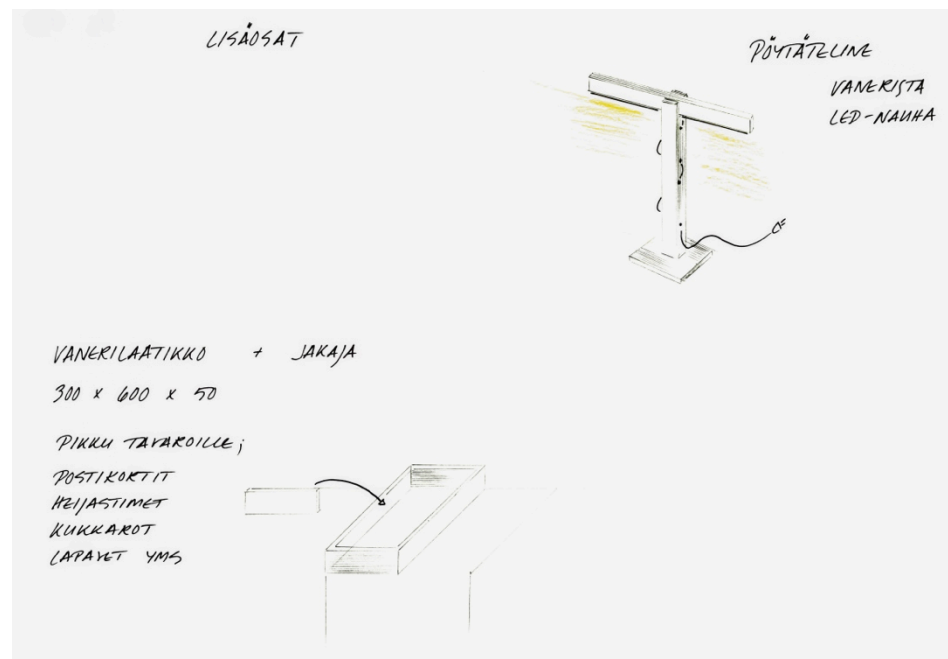 LISÄOSAT
PÖYTÄTELINE
VANERISTA
LED-NAUHA
VANERILAATIKKO + JAKAJA
300 x 600 x 50
PIKKU TAVAROILLE;
POSTIKORTIT
HEIJASTIMET
KUKKAROT
LAPASET YMS